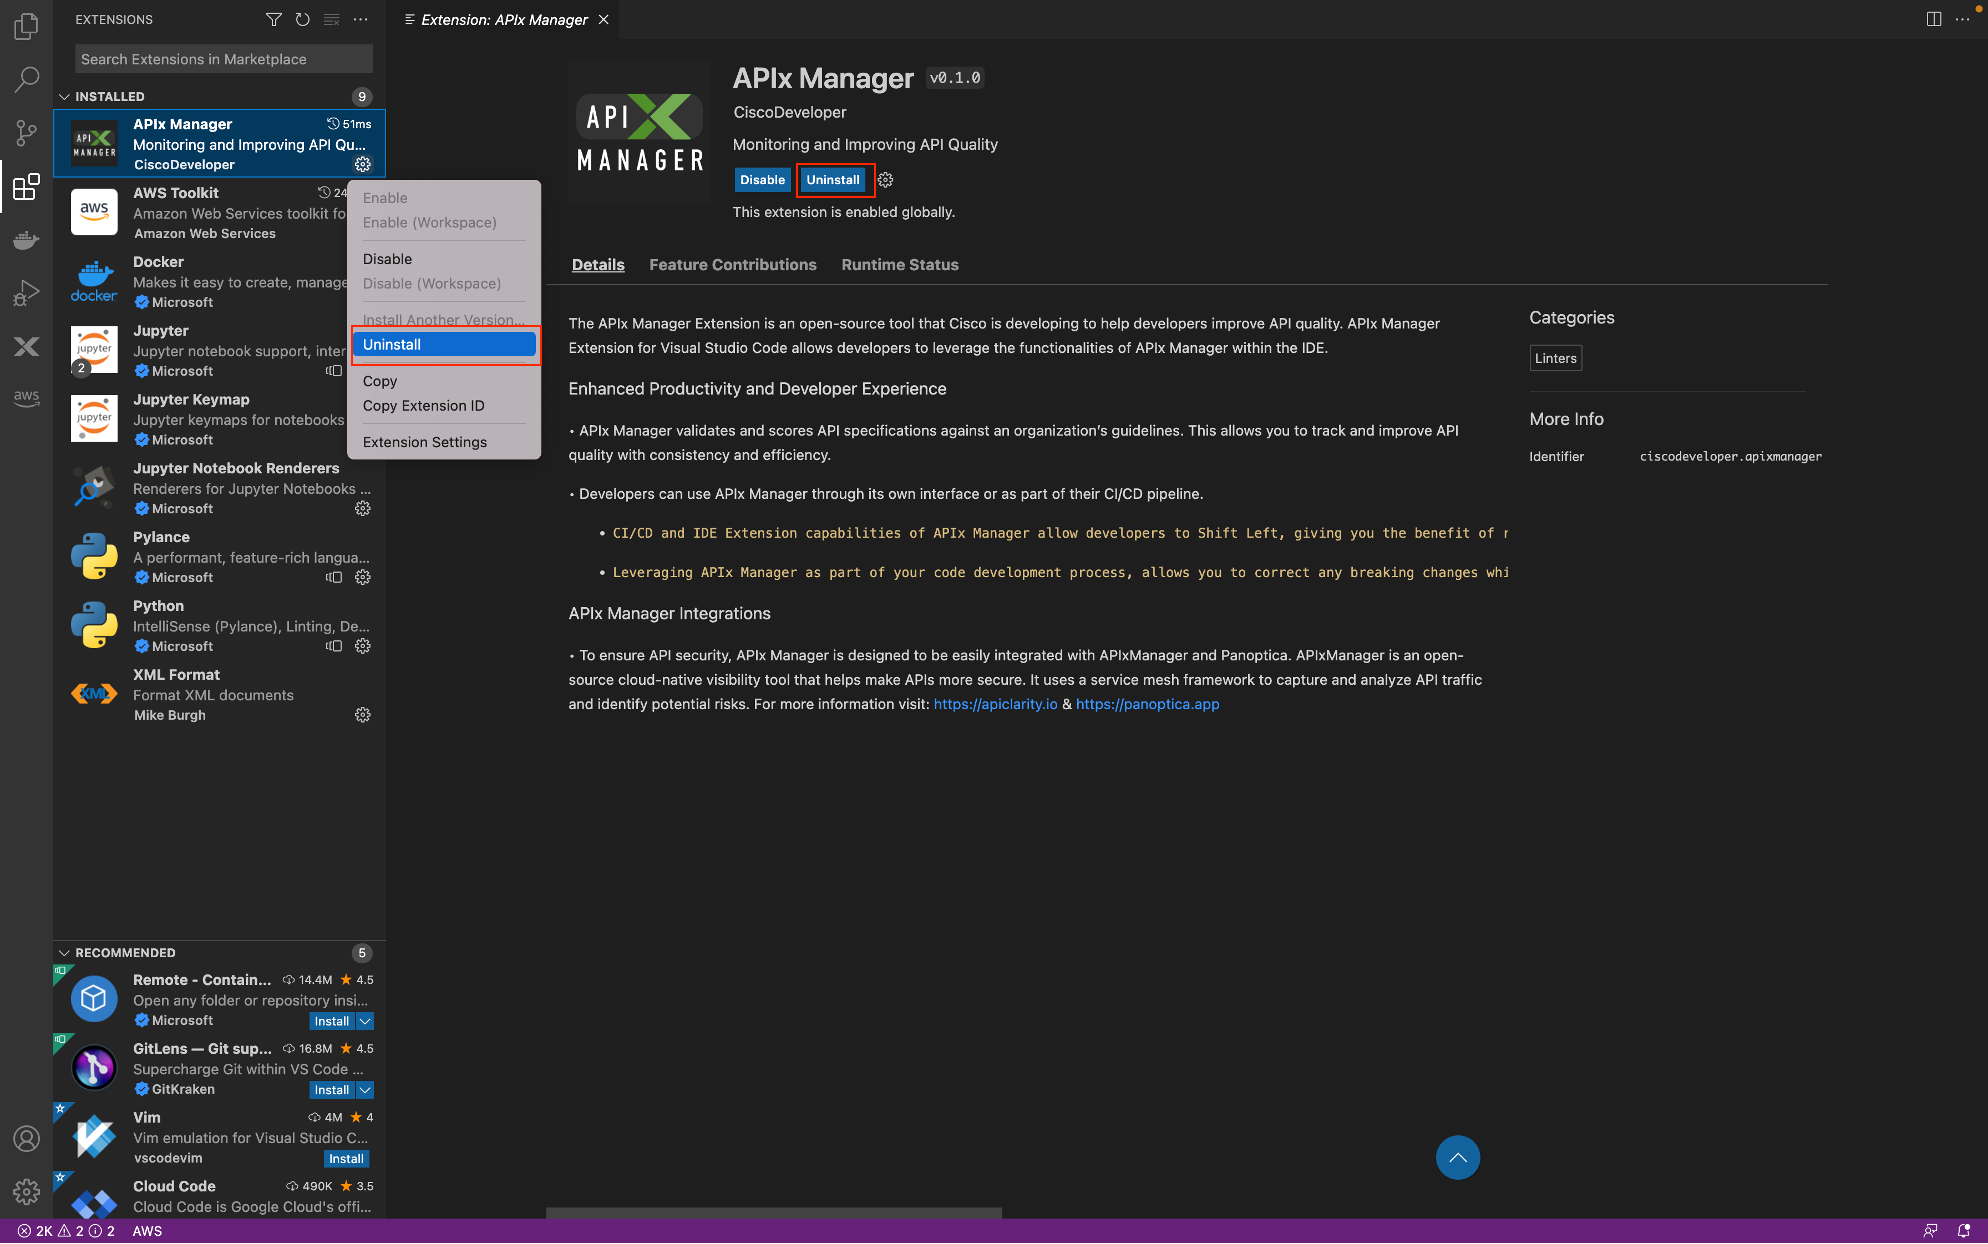 EXTENSIONS
Search Extensions in Marketplace
INSTALLED
9
API
MANAGER
APIx Manager
51ms
Monitoring and Improving API Qu...
CiscoDeveloper
aws
AWS Toolkit
24
Amazon Web Services toolkit fo
Amazon Web Services
docker
Docker
Makes it easy to create, manage
Microsoft
jupyter
2
Jupyter
Jupyter notebook support, inter
Microsoft
jupyter
Jupyter Keymap
Jupyter keymaps for notebooks
Microsoft
Jupyter Notebook Renderers
Renderers for Jupyter Notebooks ...
Microsoft
Pylance
A performant, feature-rich langua...
Microsoft
Python
IntelliSense (Pylance), Linting, De...
Microsoft
XML
XML Format
Format XML documents
Mike Burgh
aws
RECOMMENDED
5
Remote - Contain...
14.4M
4.5
Open any folder or repository insi...
Microsoft
Install
GitLens — Git sup...
16.8M
4.5
Supercharge Git within VS Code ...
GitKraken
Install
Vim
4M
4
Vim emulation for Visual Studio C...
vscodevim
Install
Cloud Code
490K
3.5
Cloud Code is Google Cloud's offi...
Enable
Enable (Workspace)
Disable
Disable (Workspace)
Install Another Version...
Uninstall
Copy
Copy Extension ID
Extension Settings
Extension: APIx Manager
API
MANAGER
APIx Manager
v0.1.0
CiscoDeveloper
Monitoring and Improving API Quality
Disable
Uninstall
This extension is enabled globally.
Details
Feature Contributions
Runtime Status
The APIx Manager Extension is an open-source tool that Cisco is developing to help developers improve API quality. APIx Manager
Extension for Visual Studio Code allows developers to leverage the functionalities of APIx Manager within the IDE.
Enhanced Productivity and Developer Experience
• APIx Manager validates and scores API specifications against an organization's guidelines. This allows you to track and improve API
quality with consistency and efficiency.
• Developers can use APIx Manager through its own interface or as part of their CI/CD pipeline.
• CI/CD and IDE Extension capabilities of APIx Manager allow developers to Shift Left, giving you the benefit of r
• Leveraging APIx Manager as part of your code development process, allows you to correct any breaking changes whi
APIx Manager Integrations
• To ensure API security, APIx Manager is designed to be easily integrated with APIxManager and Panoptica. APIxManager is an open-
source cloud-native visibility tool that helps make APIs more secure. It uses a service mesh framework to capture and analyze API traffic
and identify potential risks. For more information visit: https://apiclarity.io & https://panoptica.app
Categories
Linters
More Info
Identifier
ciscodeveloper.apixmanager
2K
2
2
AWS